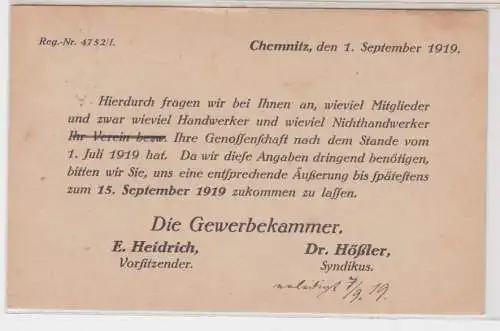 Reg.-Nr. 4752/I.
Chemnitz, den 1. September 1919.
Hierdurch fragen wir bei Ihnen an, wieviel Mitglieder
und zwar wieviel Handwerker und wieviel Nichthandwerker
Ihr Verein bezw. Ihre Genoſſenſchaft nach dem Stande vom
1. Juli 1919 hat. Da wir dieſe Angaben dringend benötigen,
bitten wir Sie, uns eine entſprechende Äußerung bis ſpäteſtens
zum 15. September 1919 zukommen zu laſſen.
Die Gewerbekammer.
E. Heidrich, Dr. Hößler,
Vorſitzender. Syndikus.
erledigt 7/9. 19.